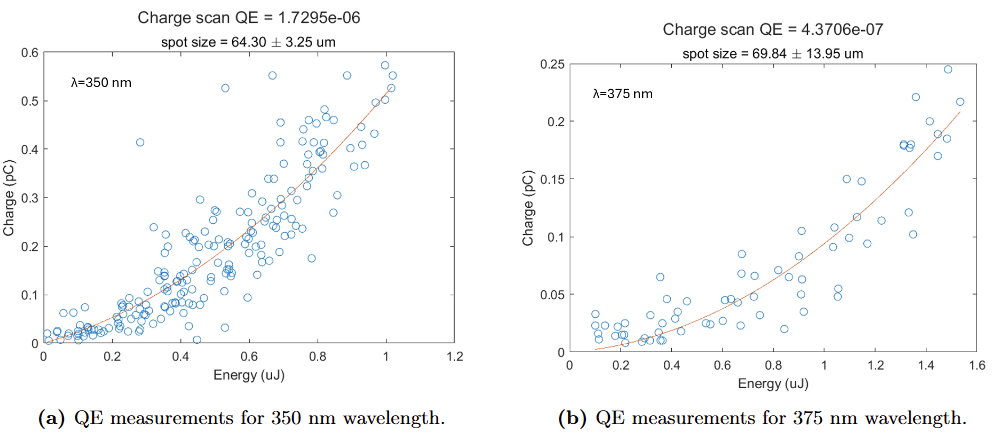 Charge scan QE = 1.7295e-06
spot size = 64.30 ± 3.25 um
λ=350 nm
0.6
0.5
0.4
0.3
0.2
0.1
0
Charge (pC)
0 0.2 0.4 0.6 0.8 1 1.2
Energy (uJ)
(a) QE measurements for 350 nm wavelength.
Charge scan QE = 4.3706e-07
spot size = 69.84 ± 13.95 um
λ=375 nm
0.25
0.2
0.15
0.1
0.05
0
Charge (pC)
0 0.2 0.4 0.6 0.8 1 1.2 1.4 1.6
Energy (uJ)
(b) QE measurements for 375 nm wavelength.